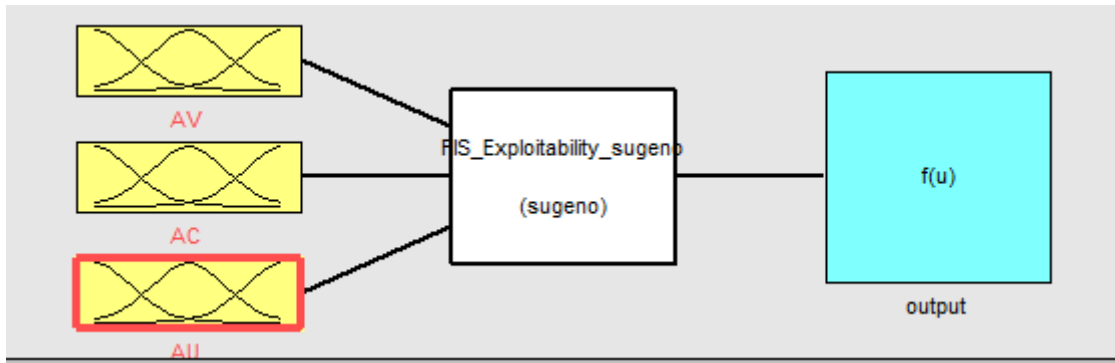 AV
AC
AU
FIS_Exploitability_sugeno
(sugeno)
f(u)
output